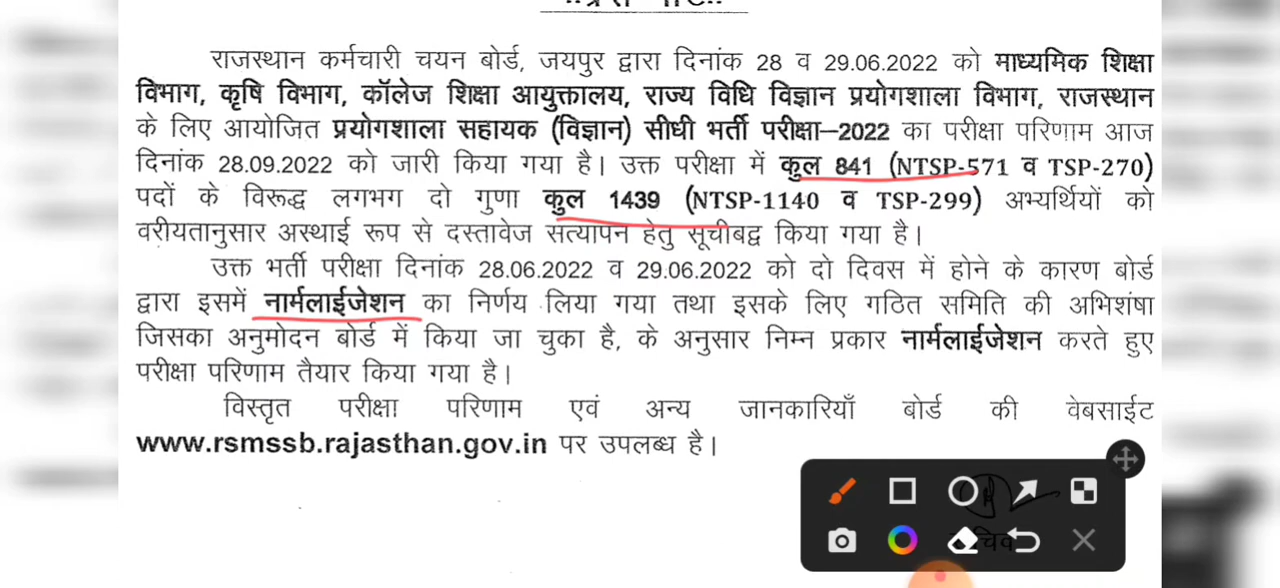 राजस्थान कर्मचारी चयन बोर्ड, जयपुर द्वारा दिनांक 28 व 29.06.2022 को माध्यमिक शिक्षा
विभाग, कृषि विभाग, कॉलेज शिक्षा आयुक्तालय, राज्य विधि विज्ञान प्रयोगशाला विभाग, राजस्थान
के लिए आयोजित प्रयोगशाला सहायक (विज्ञान) सीधी भर्ती परीक्षा–2022 का परीक्षा परिणाम आज
दिनांक 28.09.2022 को जारी किया गया है। उक्त परीक्षा में कुल 841 (NTSP-571 व TSP-270)
पदों के विरूद्ध लगभग दो गुणा कुल 1439 (NTSP-1140 व TSP-299) अभ्यर्थियों को
वरीयतानुसार अस्थाई रूप से दस्तावेज सत्यापन हेतु सूचीबद्व किया गया है।
उक्त भर्ती परीक्षा दिनांक 28.06.2022 व 29.06.2022 को दो दिवस में होने के कारण बोर्ड
द्वारा इसमें नार्मलाईजेशन का निर्णय लिया गया तथा इसके लिए गठित समिति की अभिशंषा
जिसका अनुमोदन बोर्ड में किया जा चुका है, के अनुसार निम्न प्रकार नार्मलाईजेशन करते हुए
परीक्षा परिणाम तैयार किया गया है।
विस्तृत परीक्षा परिणाम एवं अन्य जानकारियाँ बोर्ड की वेबसाईट
www.rsmssb.rajasthan.gov.in पर उपलब्ध है।